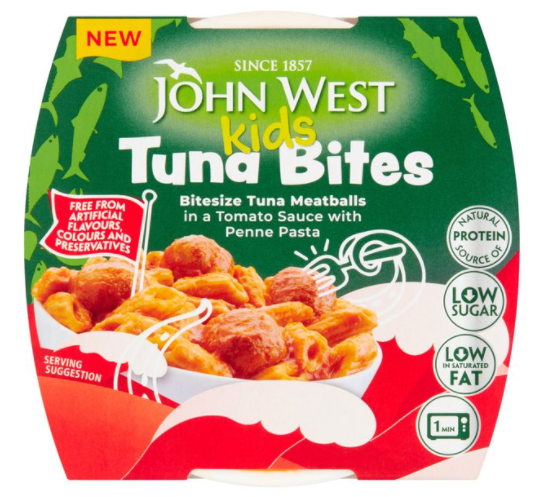 NEW
SINCE 1857
JOHN WEST
kids
Tuna Bites
Bitesize Tuna Meatballs
in a Tomato Sauce with
Penne Pasta
FREE FROM
ARTIFICIAL
FLAVOURS,
COLOURS AND
PRESERVATIVES
NATURAL
PROTEIN
SOURCE OF
LOW
SUGAR
LOW
IN SATURATED
FAT
1 MIN
SERVING
SUGGESTION